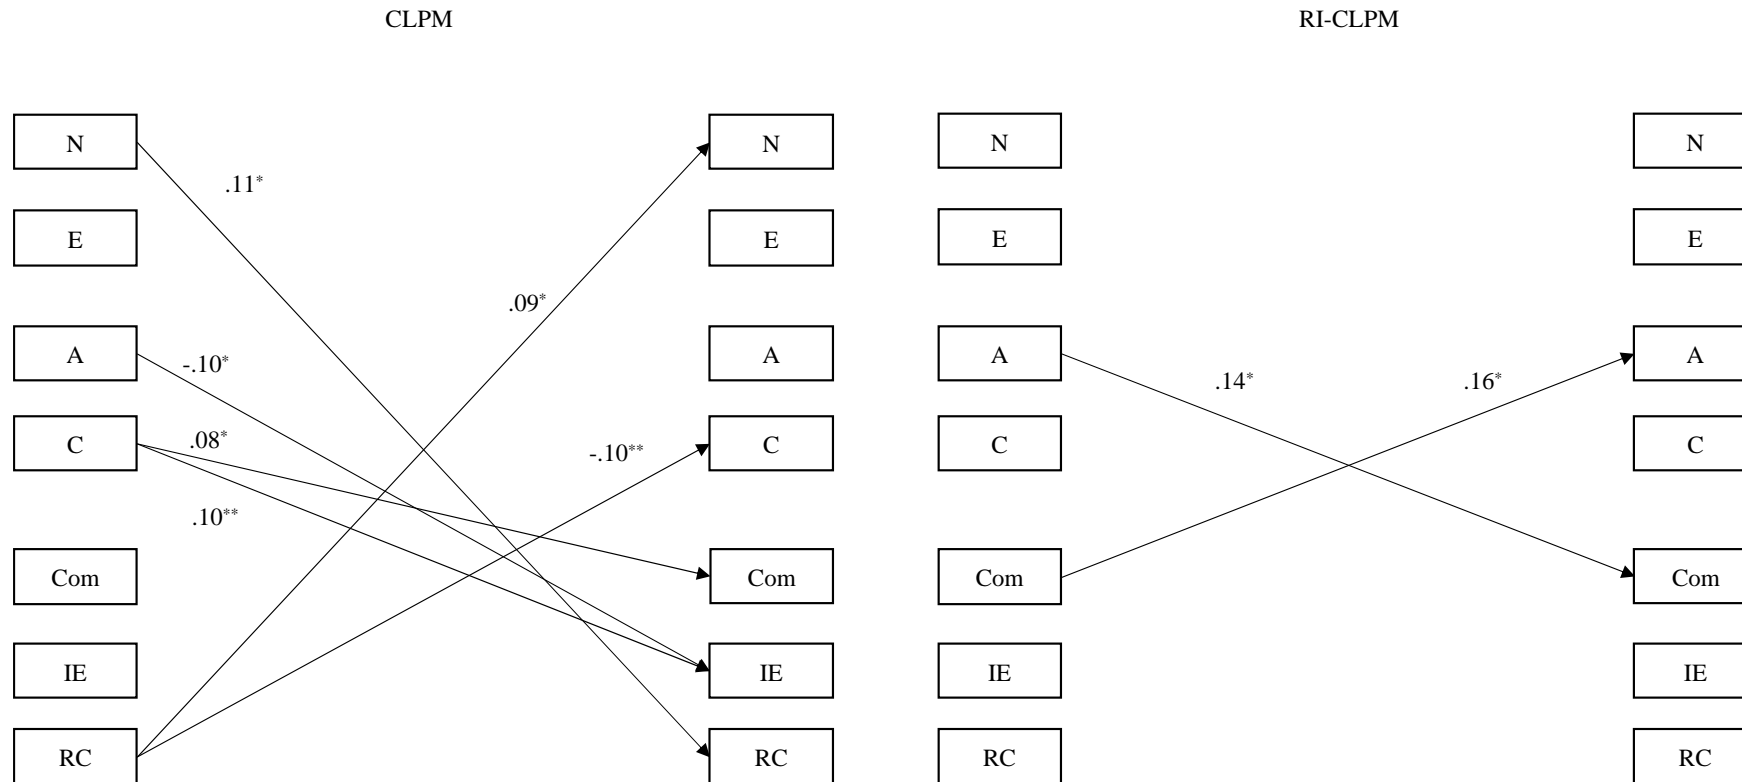 CLPM
RI-CLPM
N
N
N
N
.11*
E
E
E
E
.09*
A
A
A
A
-.10*
.14*
.16*
C
C
C
C
.08*
-.10**
.10**
Com
Com
Com
Com
IE
IE
IE
IE
RC
RC
RC
RC